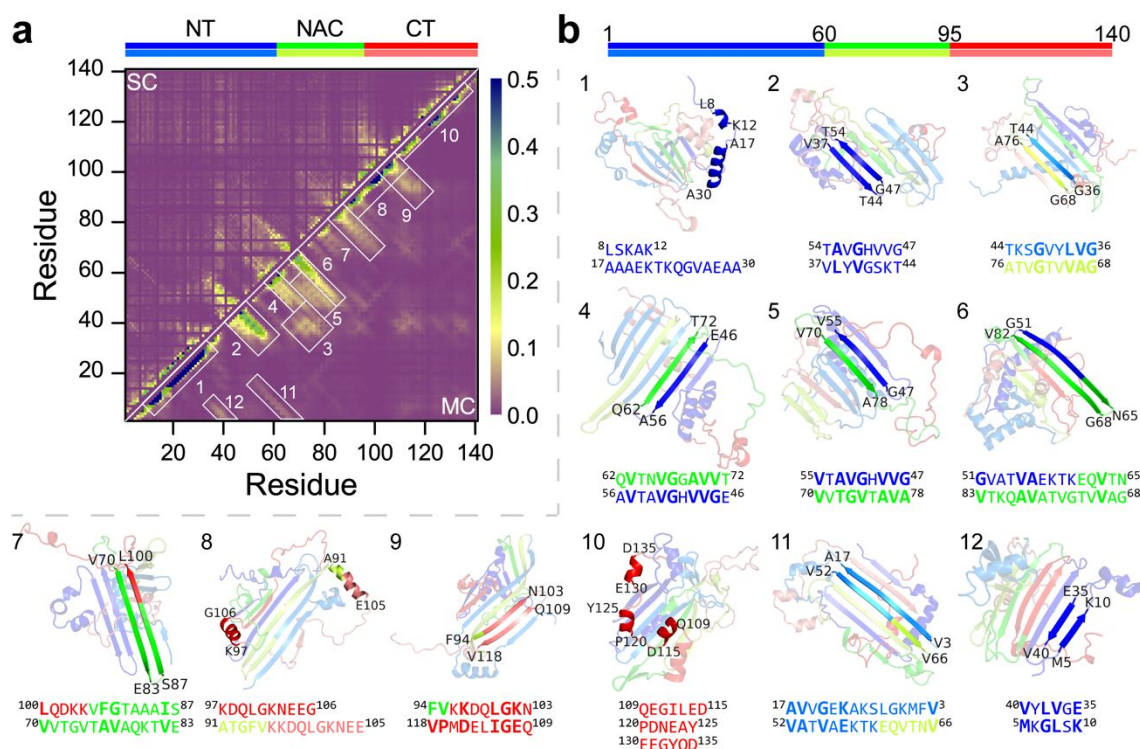 a
NT NAC CT
SC
MC
140
120
100
80
60
40
20
20 40 60 80 100 120 140
Residue
Residue
0.5
0.4
0.3
0.2
0.1
0.0
1
2
3
4
5
6
7
8
9
10
11
12
b
1 60 95 140
1
L8
K12
A17
A30
⁸LSKAK¹²
¹⁷AAAEKTKQGVAEAA³⁰
2
T54
V37
G47
T44
⁵⁴TAVGHVVG⁴⁷
³⁷VLYVGSKT⁴⁴
3
T44
A76
G36
G68
⁴⁴TKSGVYLVG³⁶
⁷⁶ATVGTVVAG⁶⁸
4
T72
E46
Q62
A56
⁶²QVTNVGGAVVT⁷²
⁵⁶AVTAVGHVVGE⁴⁶
5
V55
V70
G47
A78
⁵⁵VTAVGHVVG⁴⁷
⁷⁰VVTGVTAVA⁷⁸
6
G51
V82
N65
G68
⁵¹GVATVAEKTKEQVTN⁶⁵
⁸³VTKQAVATVGTVVAG⁶⁸
7
V70
L100
E83
S87
¹⁰⁰LQDKKVFGTAAAIS⁸⁷
⁷⁰VVTGVTAVAQKTVE⁸³
8
A91
E105
G106
K97
⁹⁷KDQLGKNEEG¹⁰⁶
⁹¹ATGFVKKDQLGKNEE¹⁰⁵
9
N103
Q109
F94
V118
⁹⁴FVKKDQLGKN¹⁰³
¹¹⁸VPMDELIGEQ¹⁰⁹
10
D135
E130
Y125
Q109
P120
D115
¹⁰⁹QEGILED¹¹⁵
¹²⁰PDNEAY¹²⁵
¹³⁰EEGYQD¹³⁵
11
A17
V52
V3
V66
¹⁷AVVGEKAKSLGKMFV³
⁵²VATVAEKTKEQVTNV⁶⁶
12
E35
K10
V40
M5
⁴⁰VYLVGE³⁵
⁵MKGLSK¹⁰